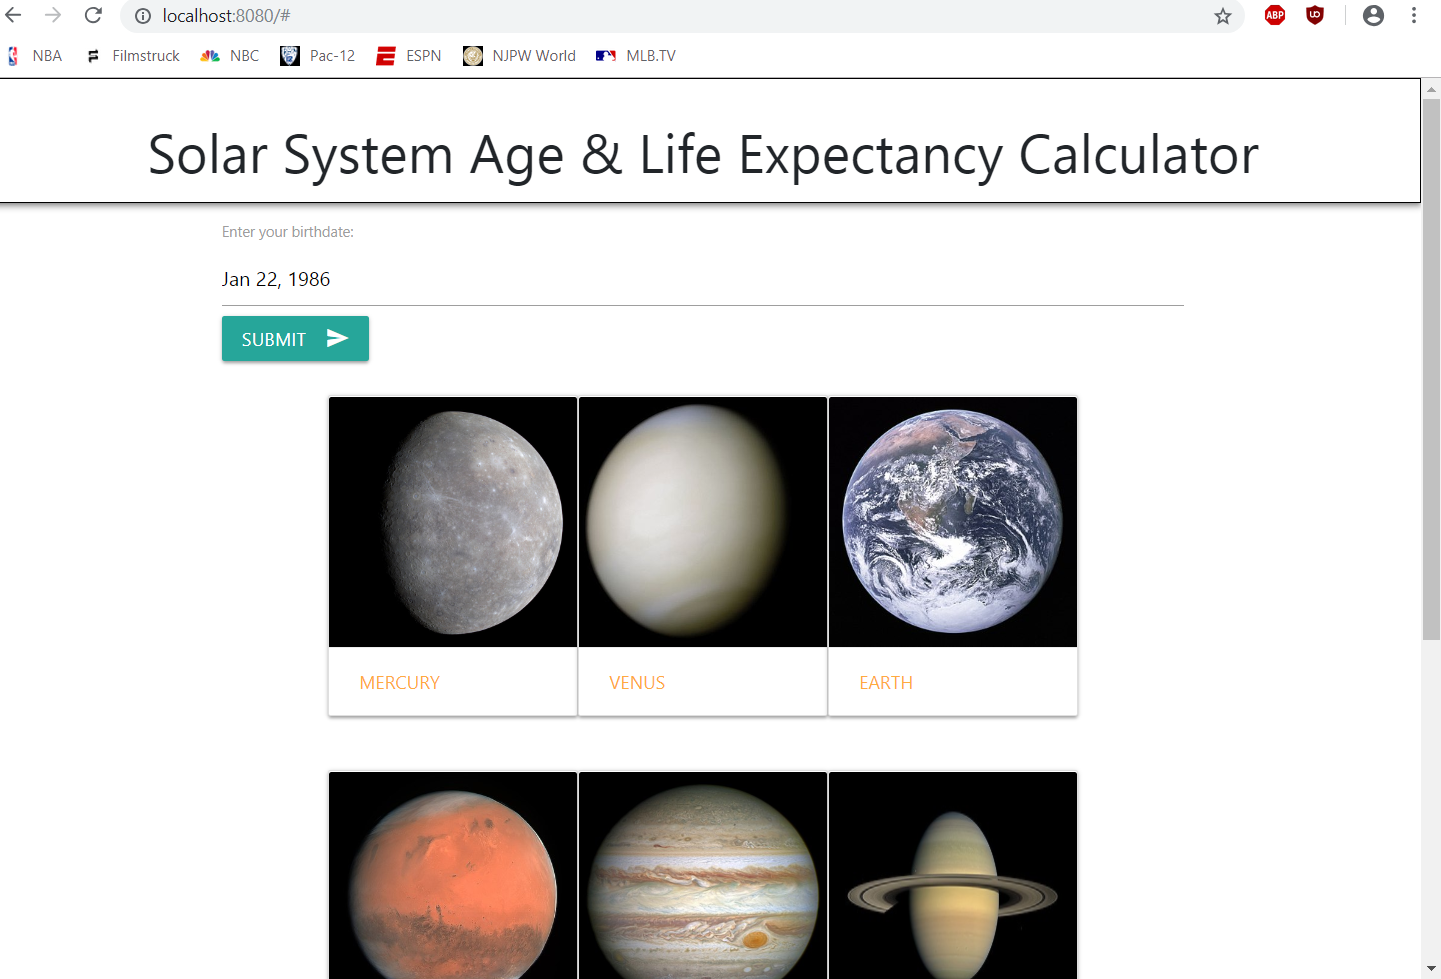 localhost:8080/#
ABP
NBA Filmstruck NBC Pac-12 ESPN NJPW World MLB.TV
Solar System Age & Life Expectancy Calculator
Enter your birthdate:
Jan 22, 1986
SUBMIT
MERCURY VENUS EARTH